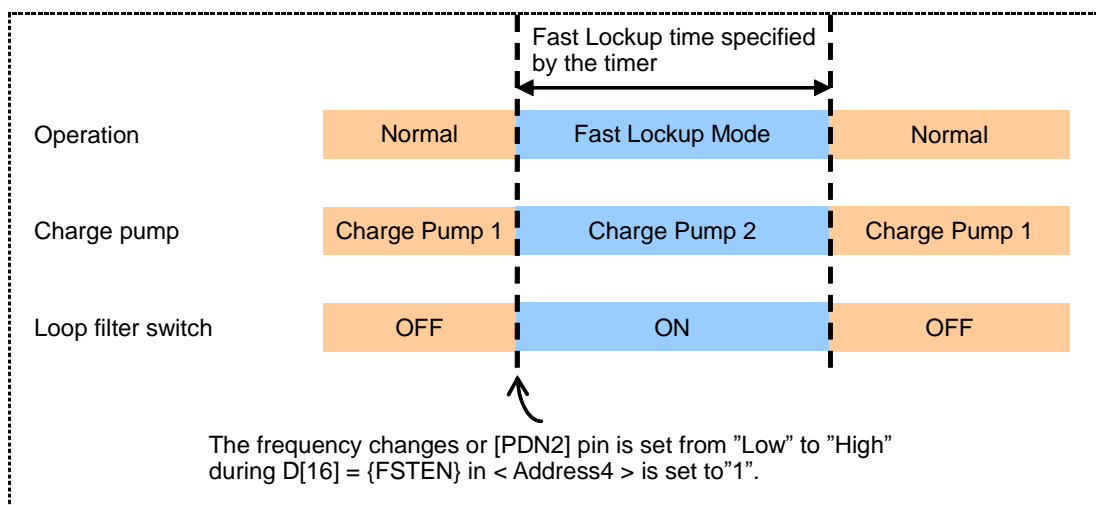 Fast Lockup time specified
by the timer
Operation
Normal
Fast Lockup Mode
Normal
Charge pump
Charge Pump 1
Charge Pump 2
Charge Pump 1
Loop filter switch
OFF
ON
OFF
The frequency changes or [PDN2] pin is set from ”Low” to ”High”
during D[16] = {FSTEN} in < Address4 > is set to”1”.